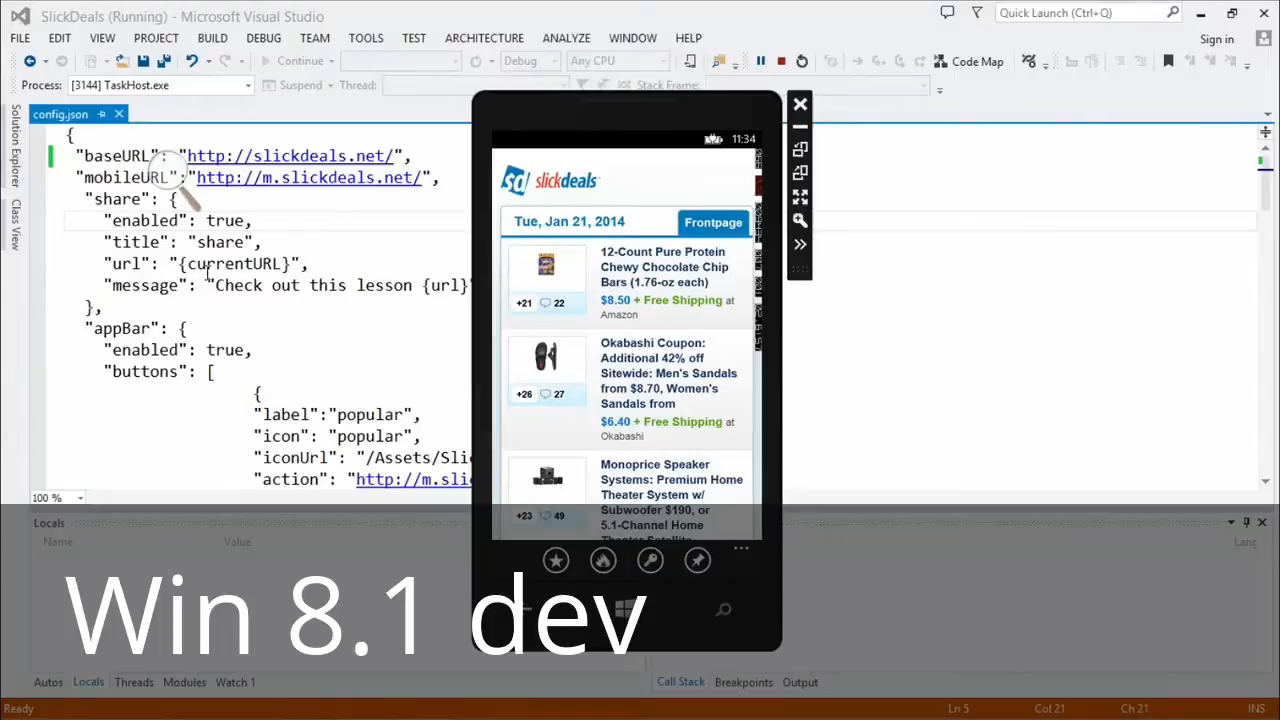 SlickDeals (Running) - Microsoft Visual Studio
Quick Launch (Ctrl+Q)
FILE EDIT VIEW PROJECT BUILD DEBUG TEAM TOOLS TEST ARCHITECTURE ANALYZE WINDOW HELP
Sign in
Continue
Debug
Any CPU
Code Map
Process: [3144] TaskHost.exe
Suspend
Thread:
Stack Frame:
config.json
Solution Explorer
Class View
{
"baseURL": "http://slickdeals.net/",
"mobileURL":"http://m.slickdeals.net/",
"share": {
"enabled": true,
"title": "share",
"url": "{currentURL}",
"message": "Check out this lesson {url}"
},
"appBar": {
"enabled": true,
"buttons": [
{
"label":"popular",
"icon": "popular",
"iconUrl": "/Assets/Sli
"action": "http://m.slic
100 %
11:34
sd slickdeals
Tue, Jan 21, 2014
Frontpage
12-Count Pure Protein
Chewy Chocolate Chip
Bars (1.76-oz each)
+21 22
$8.50 + Free Shipping at
Amazon
Okabashi Coupon:
Additional 42% off
Sitewide: Men's Sandals
from $8.70, Women's
Sandals from
+26 27
$6.40 + Free Shipping at
Okabashi
Monoprice Speaker
Systems: Premium Home
Theater System w/
Subwoofer $190, or
5.1-Channel Home
Theater Satellite
+23 49
Locals
Name Value
Lang
Win 8.1 dev
Autos Locals Threads Modules Watch 1
Call Stack Breakpoints Output
Ready
Ln 5 Col 21 Ch 21 INS